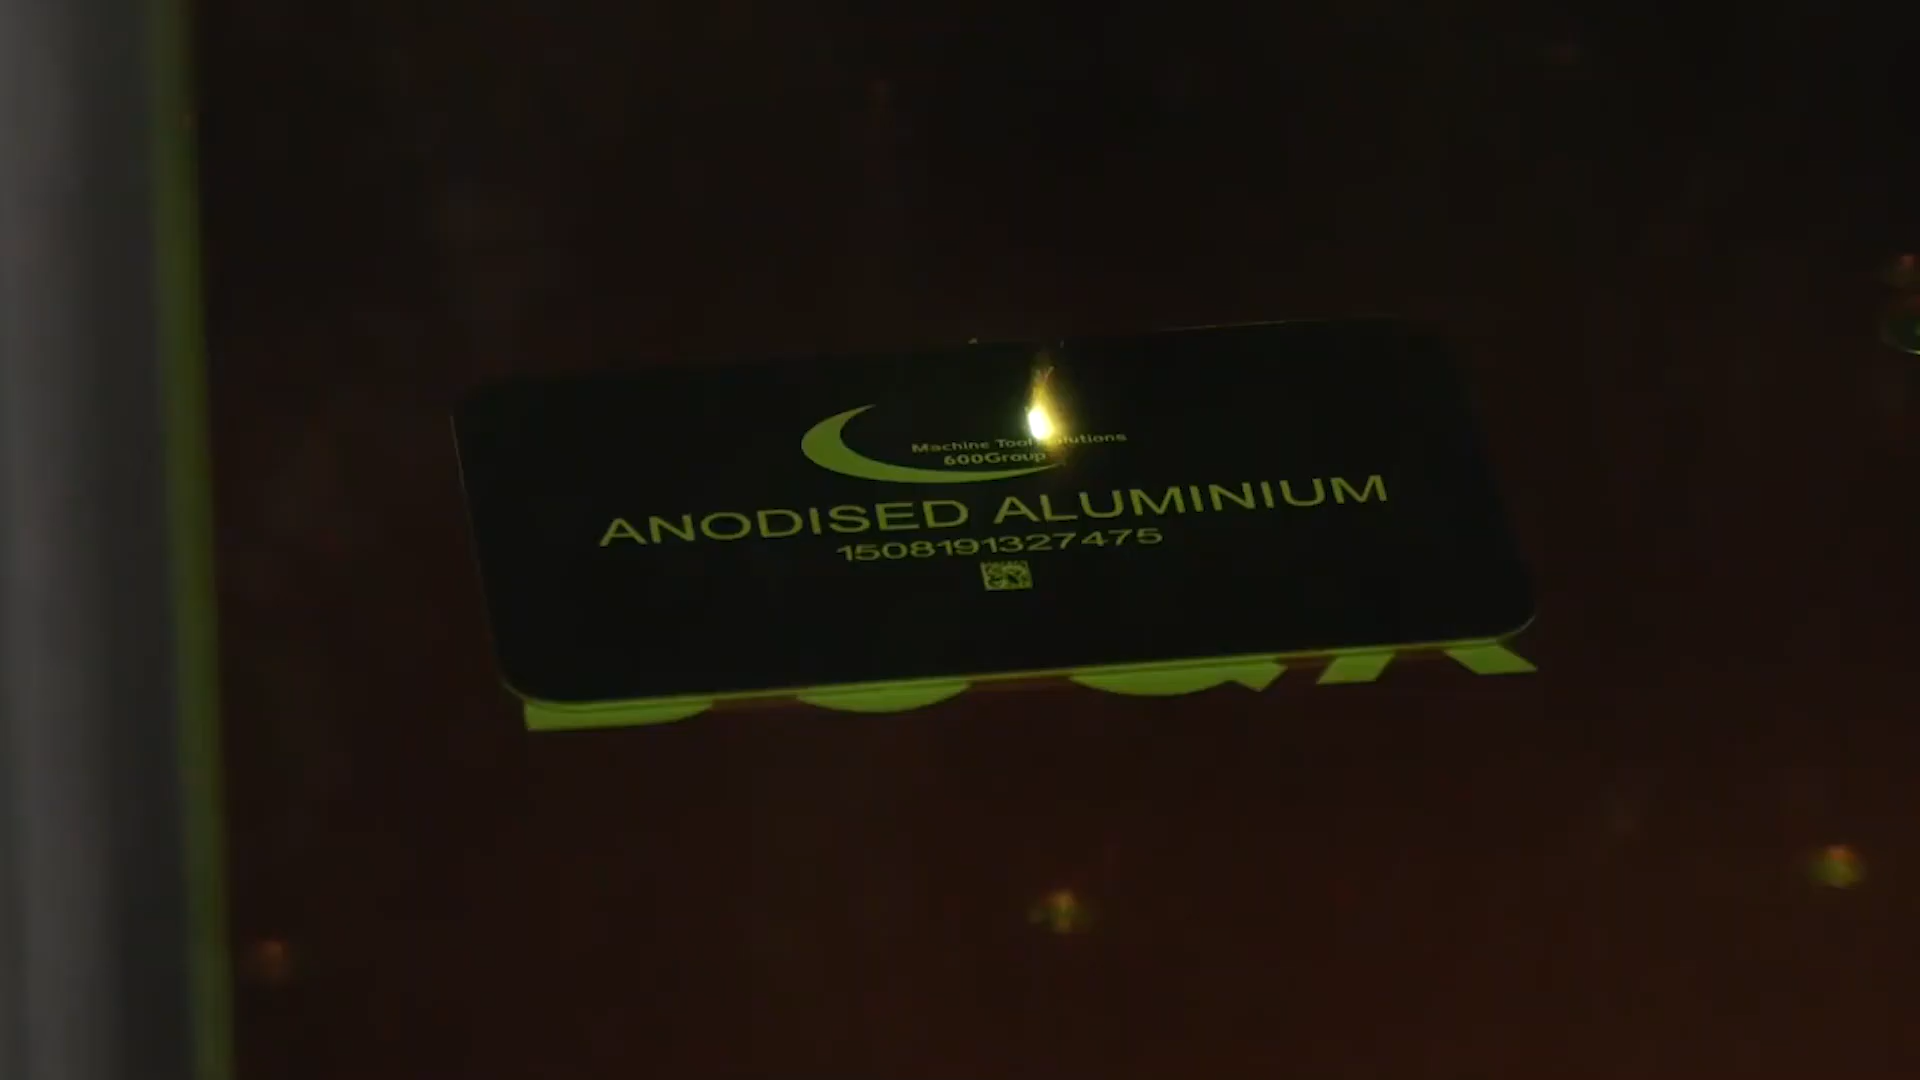 Machine Tool Solutions
600Group
ANODISED ALUMINIUM
1508191327475